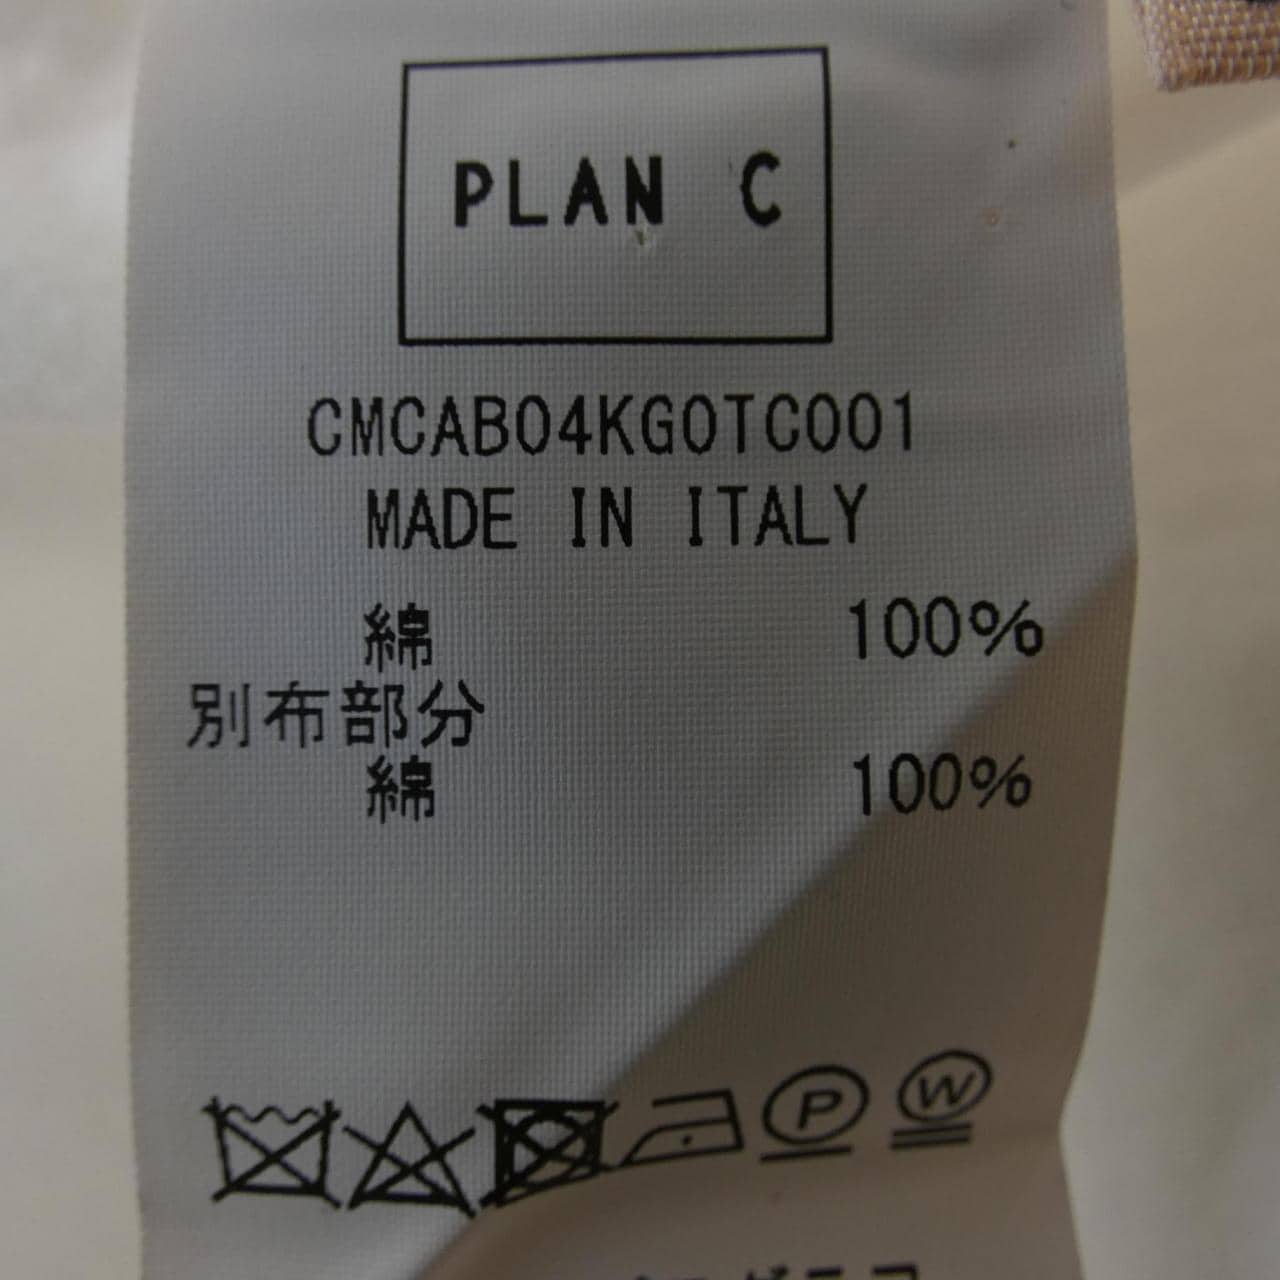 PLAN C
CMCAB04KG0TC001
MADE IN ITALY
綿 100%
別布部分
綿 100%
P W